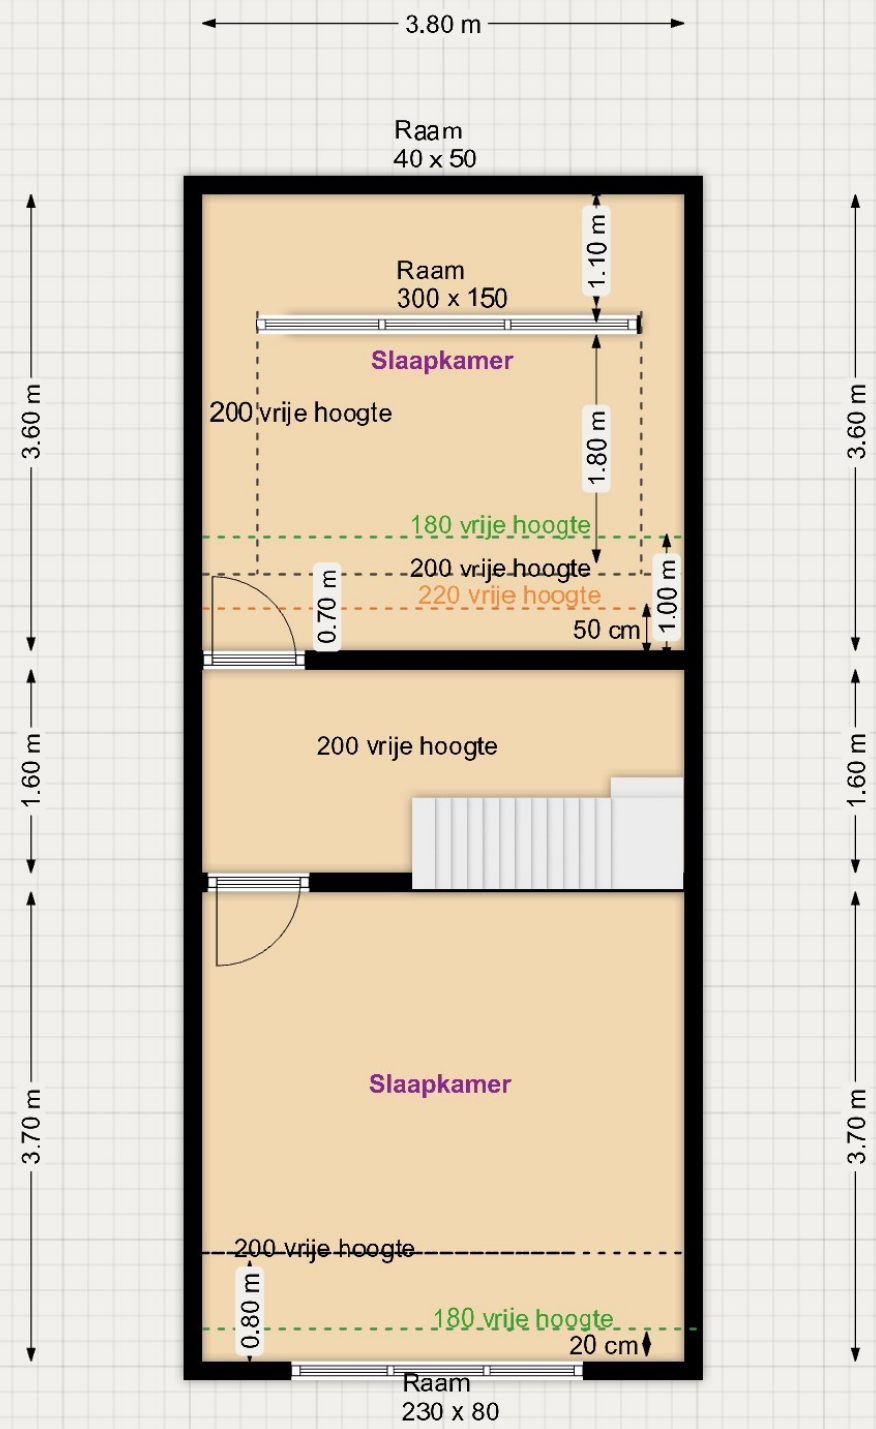 3.80 m
Raam
40 x 50
1.10 m
Raam
300 x 150
Slaapkamer
200 vrije hoogte
3.60 m
3.60 m
1.80 m
180 vrije hoogte
200 vrije hoogte
220 vrije hoogte
0.70 m
1.00 m
50 cm
200 vrije hoogte
1.60 m
1.60 m
Slaapkamer
3.70 m
3.70 m
200 vrije hoogte
0.80 m
180 vrije hoogte
20 cm
Raam
230 x 80